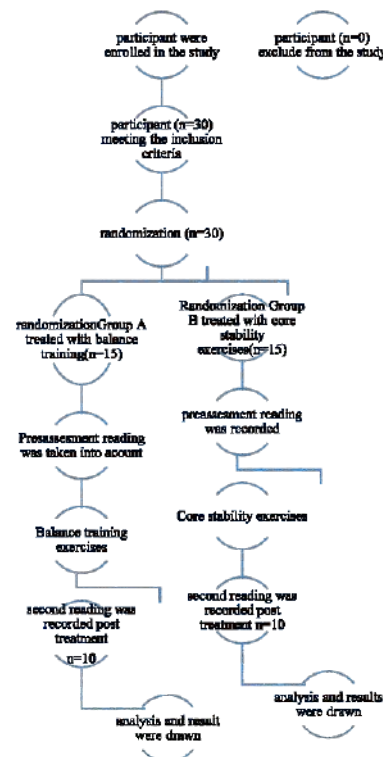 participant were
enrolled in the study
participant (n=0)
exclude from the study
participant (n=30)
meeting the inclusion
criteria
randomization (n=30)
randomizationGroup A
treated with balance
training(n=15)
Randomization Group
B treated with core
stability
exercises(n=15)
Presassesment reading
was taken into acount
preassesment reading
was recorded
Balance training
exercises
Core stability exercises
second reading was
recorded post
treatment
n=10
second reading was
recorded post
treatment n=10
analysis and result
were drawn
analysis and results
were drawn